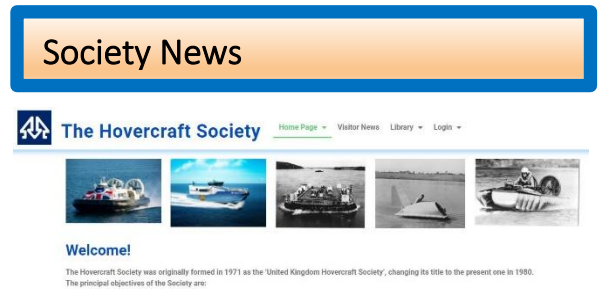 Society News
The Hovercraft Society
Home Page Visitor News Library Login
Welcome!
The Hovercraft Society was originally formed in 1971 as the 'United Kingdom Hovercraft Society', changing its title to the present one in 1980.
The principal objectives of the Society are: